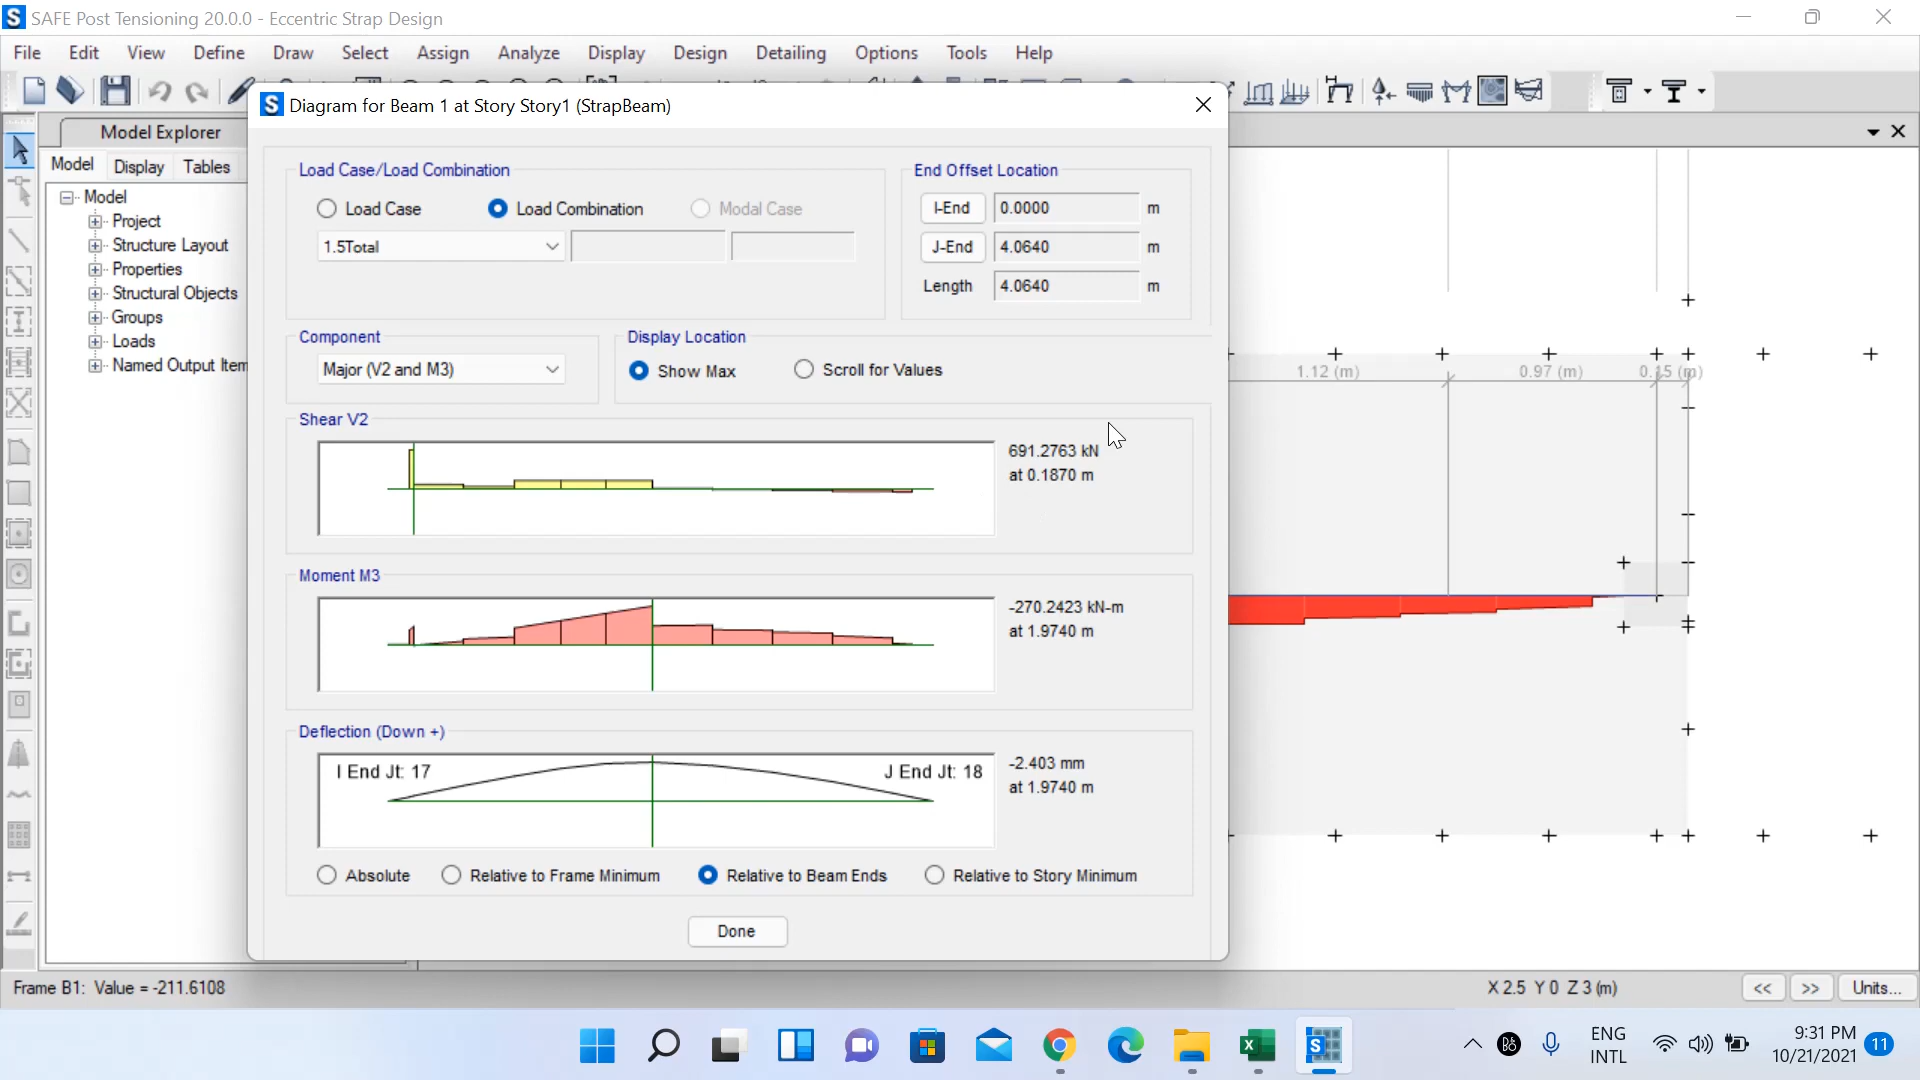 SAFE Post Tensioning 20.0.0 - Eccentric Strap Design
File Edit View Define Draw Select Assign Analyze Display Design Detailing Options Tools Help
Diagram for Beam 1 at Story Story1 (StrapBeam)
Model Explorer
Model Display Tables
Model
Project
Structure Layout
Properties
Structural Objects
Groups
Loads
Named Output Item
Load Case/Load Combination
Load Case Load Combination Modal Case
1.5Total
End Offset Location
I-End 0.0000 m
J-End 4.0640 m
Length 4.0640 m
Component
Major (V2 and M3)
Display Location
Show Max Scroll for Values
Shear V2
691.2763 kN
at 0.1870 m
Moment M3
-270.2423 kN-m
at 1.9740 m
Deflection (Down +)
I End Jt: 17 J End Jt: 18
-2.403 mm
at 1.9740 m
Absolute Relative to Frame Minimum Relative to Beam Ends Relative to Story Minimum
Done
1.12 (m) 0.97 (m) 0.15 (m)
Frame B1: Value = -211.6108
X 2.5 Y 0 Z 3 (m)
<< >> Units...
ENG
INTL
9:31 PM
10/21/2021
11